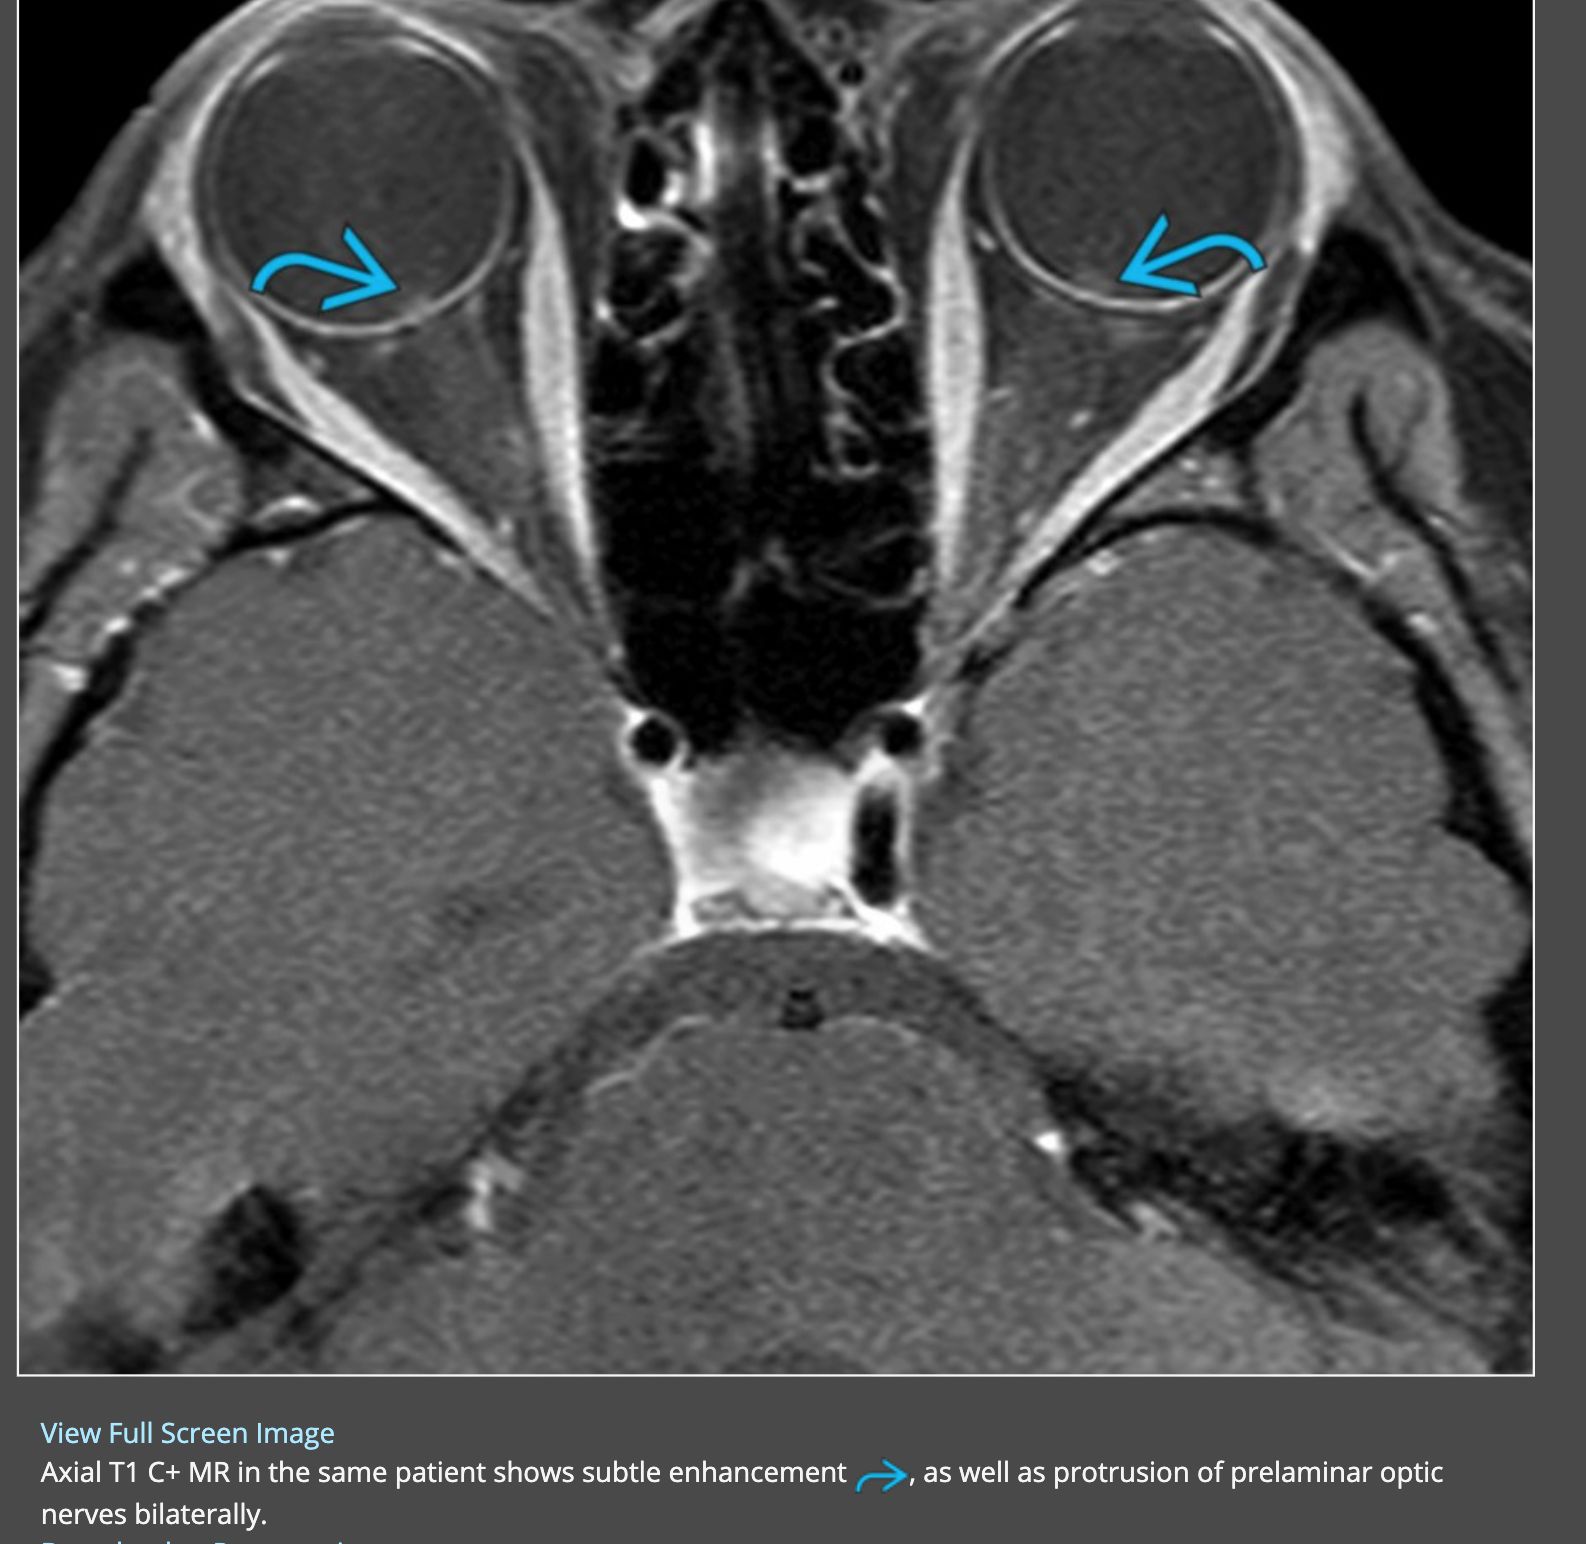 View Full Screen Image
Axial T1 C+ MR in the same patient shows subtle enhancement , as well as protrusion of prelaminar optic
nerves bilaterally.